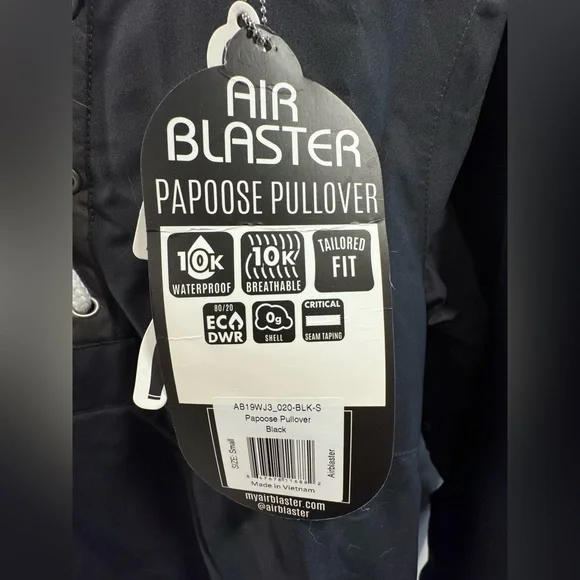 AIR
BLASTER
PAPOOSE PULLOVER
10K
WATERPROOF
10K
BREATHABLE
TAILORED
FIT
80/20
ECO
DWR
0g
SHELL
CRITICAL
SEAM TAPING
AB19WJ3_020-BLK-S
Papoose Pullover
Black
SIZE: Small
Airblaster
Made in Vietnam
myairblaster.com
@airblaster